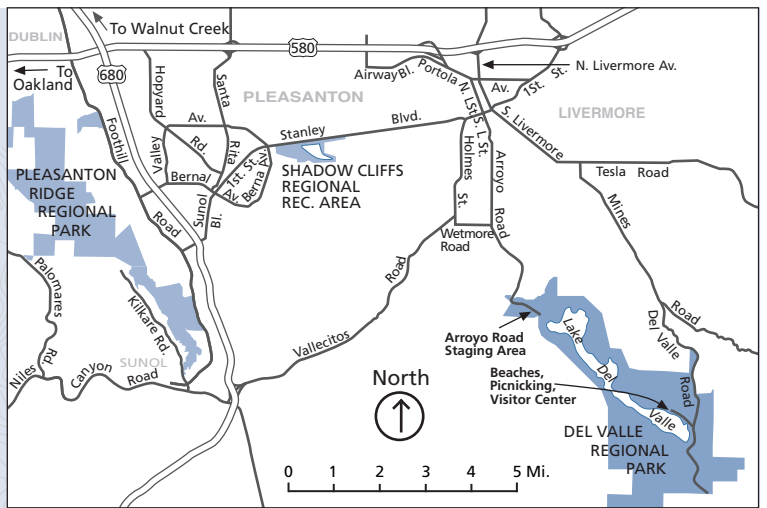 DUBLIN
To Walnut Creek
To
Oakland
580
680
Hopyard
Rd.
Santa
Rita
PLEASANTON
Airway Bl.
Portola
Av.
N. L St.
S. L St.
N. Livermore Av.
1St. St.
LIVERMORE
S. Livermore
Tesla Road
Foothill
Road
Valley
Av.
Stanley Blvd.
Bernal
Av.
1st. St.
Berna Av.
Sunol
Bl.
SHADOW CLIFFS
REGIONAL
REC. AREA
PLEASANTON
RIDGE
REGIONAL
PARK
Holmes
St.
Arroyo
Road
Wetmore
Road
Mines
Road
Del Valle
Road
Palomares
Rd
Kilkare Rd.
SUNOL
Niles Canyon Road
Vallecitos Road
Arroyo Road
Staging Area
Lake
Del
Valle
Beaches,
Picnicking,
Visitor Center
DEL VALLE
REGIONAL
PARK
North
0 1 2 3 4 5 Mi.